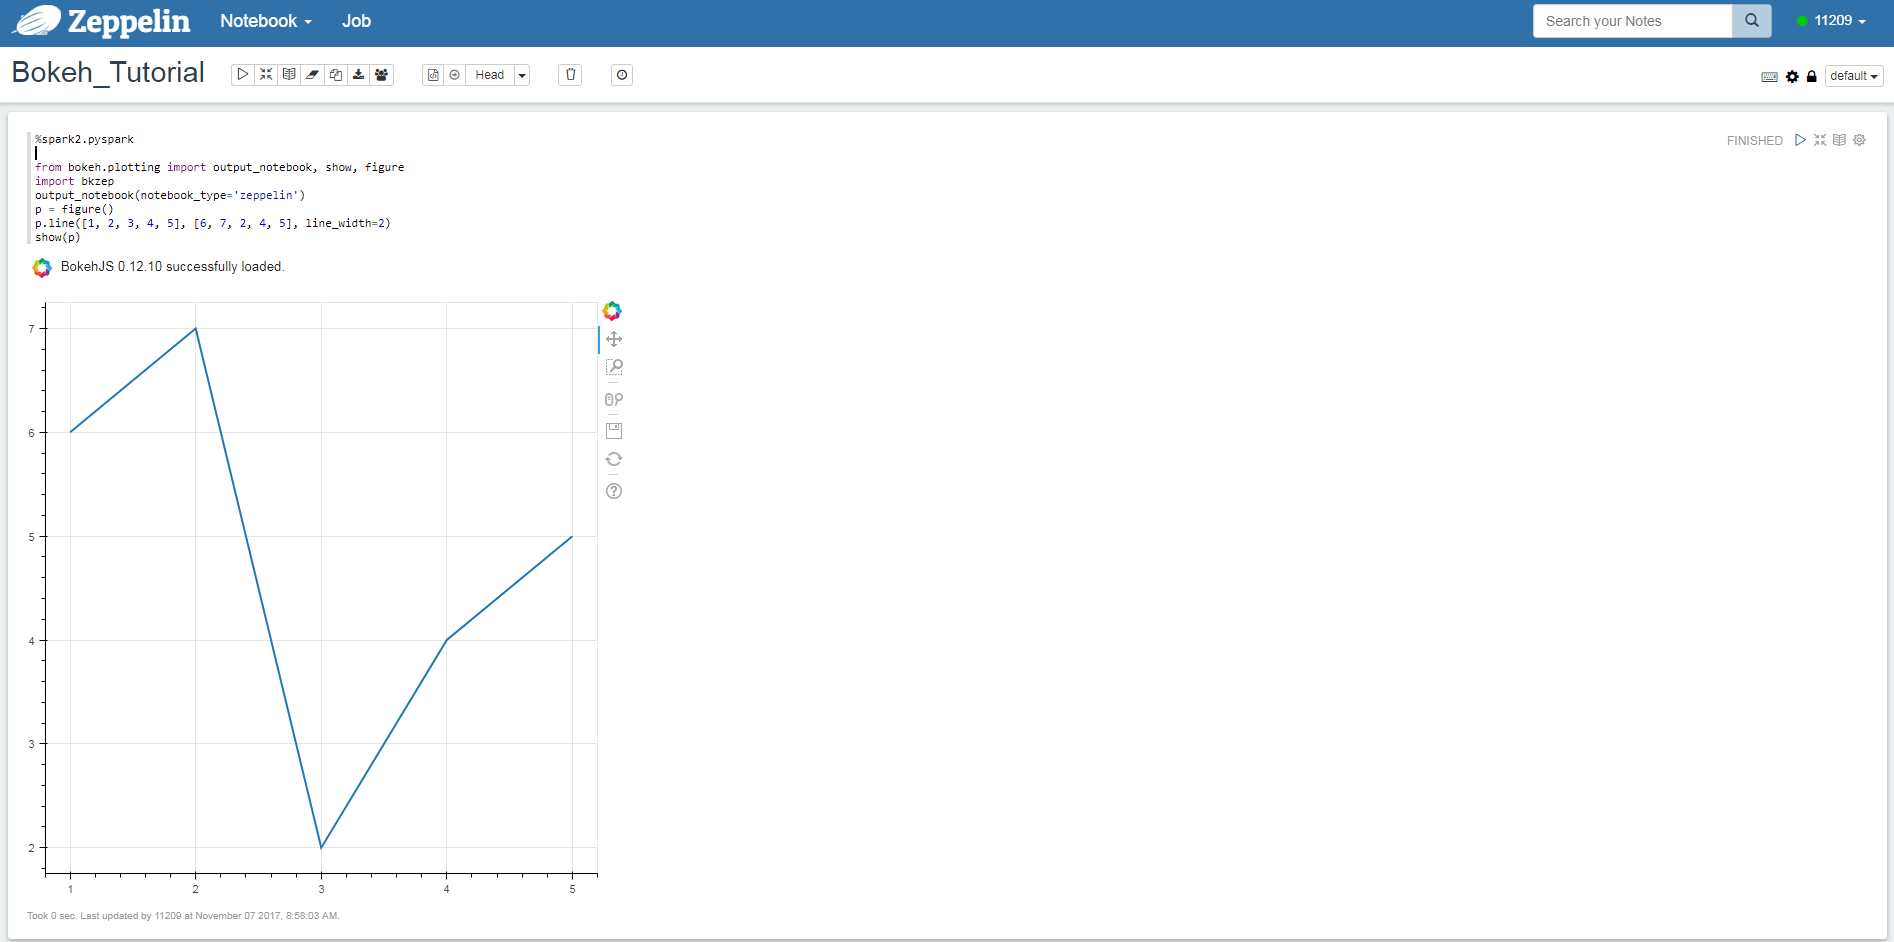 Zeppelin Notebook Job Search your Notes 11209
Bokeh_Tutorial Head default
%spark2.pyspark
FINISHED
from bokeh.plotting import output_notebook, show, figure
import bkzep
output_notebook(notebook_type='zeppelin')
p = figure()
p.line([1, 2, 3, 4, 5], [6, 7, 2, 4, 5], line_width=2)
show(p)
BokehJS 0.12.10 successfully loaded.
7
6
5
4
3
2
1 2 3 4 5
Took 0 sec. Last updated by 11209 at November 07 2017, 8:58:03 AM.